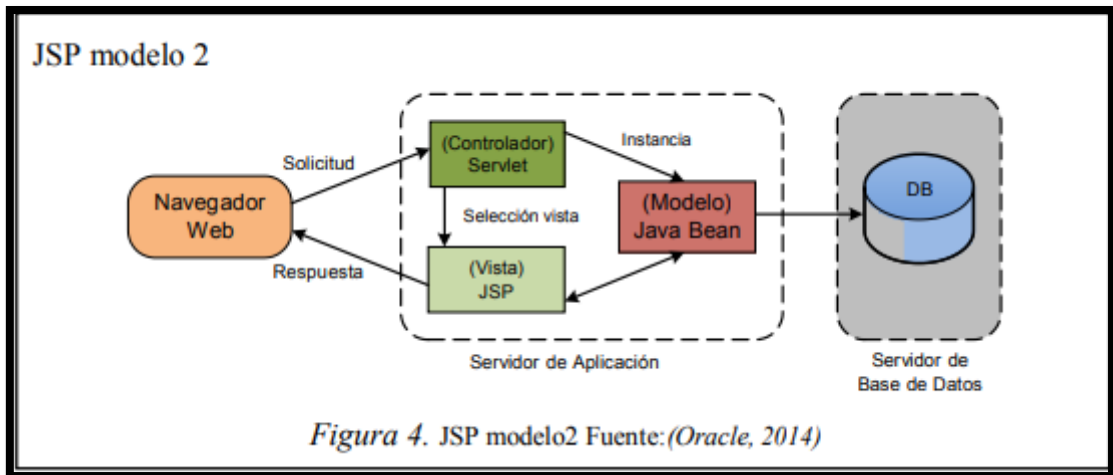 JSP modelo 2
Solicitud
(Controlador)
Servlet
Instancia
Navegador
Web
Selección vista
(Modelo)
Java Bean
DB
Respuesta
(Vista)
JSP
Servidor de Aplicación
Servidor de
Base de Datos
Figura 4. JSP modelo2 Fuente:(Oracle, 2014)